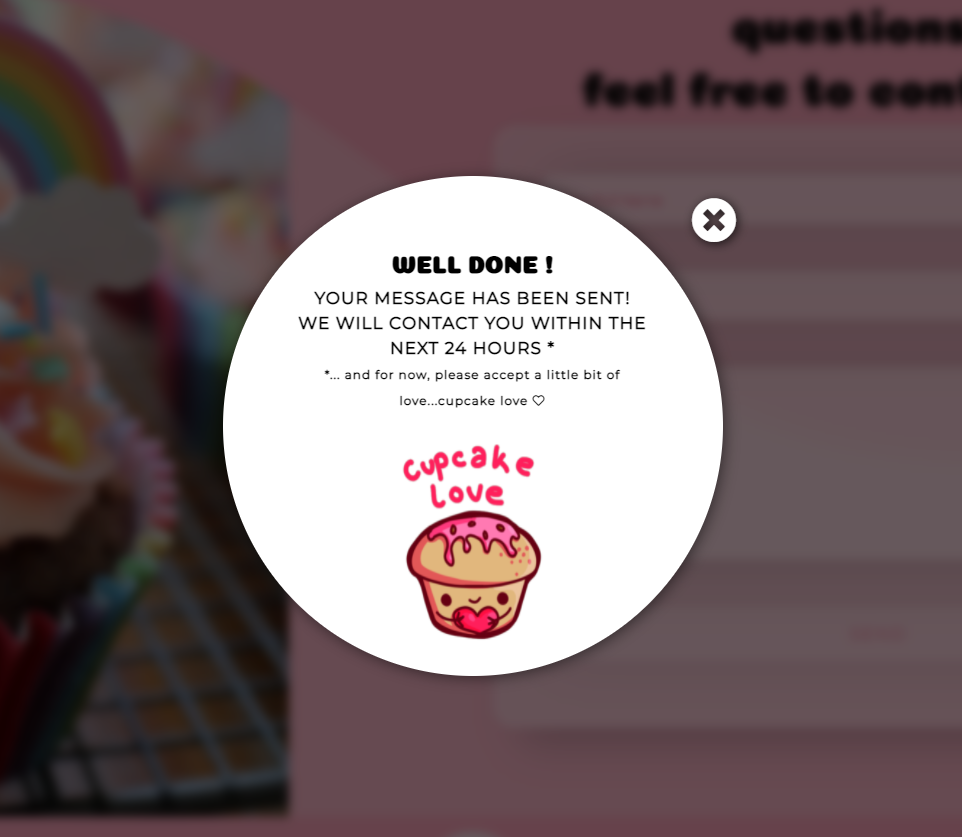 questions
feel free to cont
WELL DONE !
YOUR MESSAGE HAS BEEN SENT!
WE WILL CONTACT YOU WITHIN THE
NEXT 24 HOURS *
*... and for now, please accept a little bit of
love...cupcake love ♡
cupcake
Love